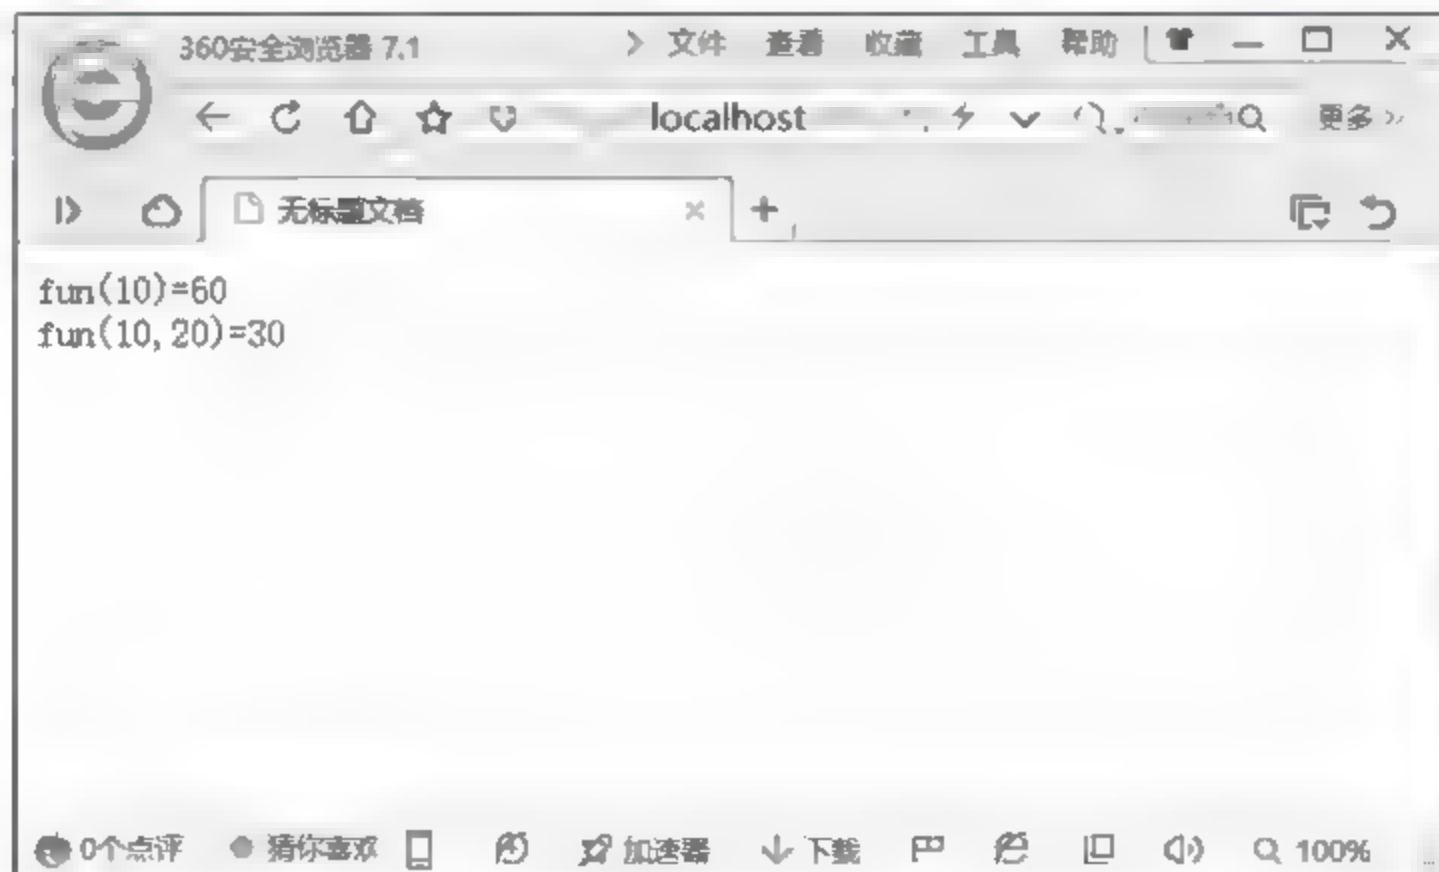 360安全浏览器 7.1 文件 查看 收藏 工具 帮助
localhost 更多
无标题文档
fun(10)=60
fun(10,20)=30
0个点评 猜你喜欢 加速器 下载 100%